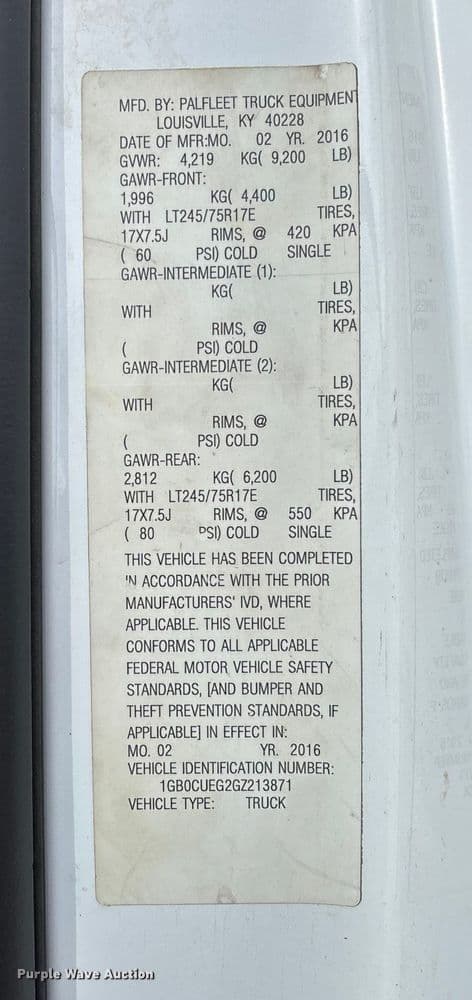 MFD. BY: PALFLEET TRUCK EQUIPMEN
LOUISVILLE, KY 40228
DATE OF MFR:MO. 02 YR. 2016
GVWR: 4,219 KG( 9,200 LB)
GAWR-FRONT:
1,996 KG( 4,400 LB)
WITH LT245/75R17E TIRES,
17X7.5J RIMS, @ 420 KPA
( 60 PSI) COLD SINGLE
GAWR-INTERMEDIATE (1):
KG( LB)
WITH TIRES,
RIMS, @ KPA
( PSI) COLD
GAWR-INTERMEDIATE (2):
KG( LB)
WITH TIRES,
RIMS, @ KPA
( PSI) COLD
GAWR-REAR:
2,812 KG( 6,200 LB)
WITH LT245/75R17E TIRES,
17X7.5J RIMS, @ 550 KPA
( 80 PSI) COLD SINGLE
THIS VEHICLE HAS BEEN COMPLETED
IN ACCORDANCE WITH THE PRIOR
MANUFACTURERS' IVD, WHERE
APPLICABLE. THIS VEHICLE
CONFORMS TO ALL APPLICABLE
FEDERAL MOTOR VEHICLE SAFETY
STANDARDS, [AND BUMPER AND
THEFT PREVENTION STANDARDS, IF
APPLICABLE] IN EFFECT IN:
MO. 02 YR. 2016
VEHICLE IDENTIFICATION NUMBER:
1GB0CUEG2GZ213871
VEHICLE TYPE: TRUCK
Purple Wave Auction